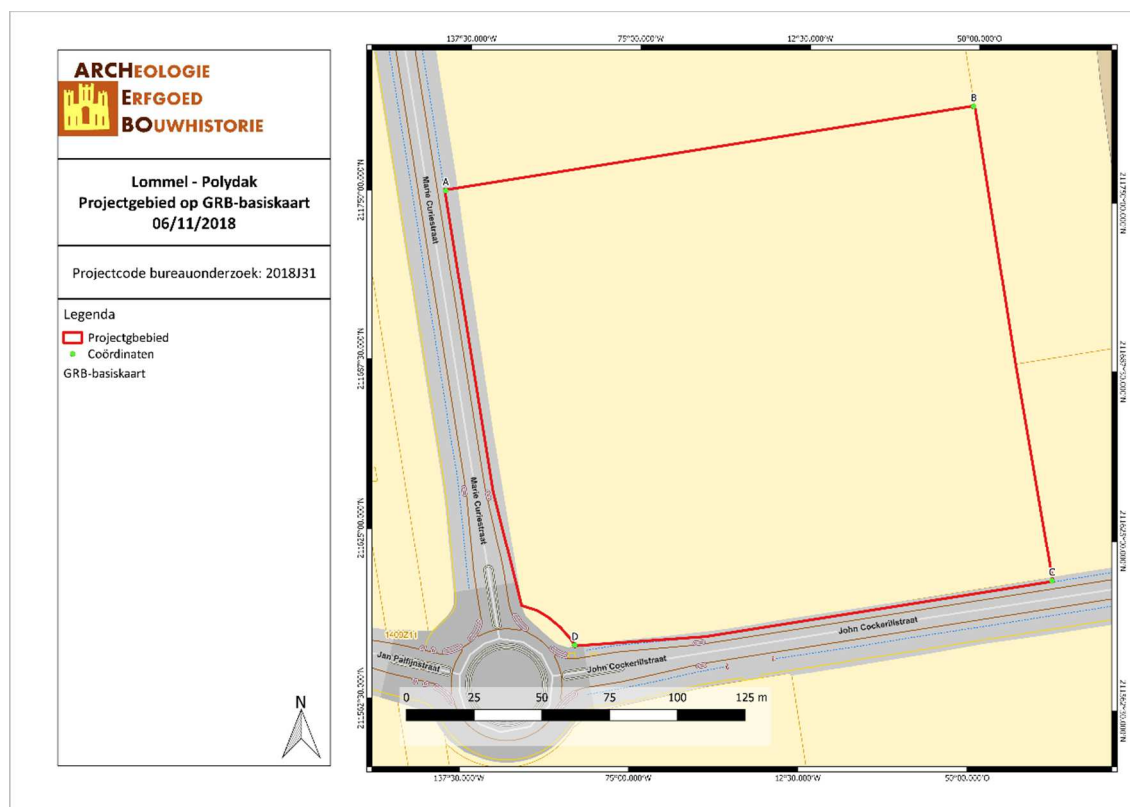 ARCHEOLOGIE
ERFGOED
BOUWHISTORIE
Lommel - Polydak
Projectgebied op GRB-basiskaart
06/11/2018
Projectcode bureauonderzoek: 2018J31
Legenda
Projectgbebied
Coördinaten
GRB-basiskaart
N
137°30.000"W
75°00.000"W
12°30.000"W
50°00.000"O
A
B
C
D
Marie Curiestraat
Marie Curiestraat
1409Z11
Jan Palfijnstraat
John Cockerillstraat
John Cockerillstraat
0 25 50 75 100 125 m
137°30.000"W
75°00.000"W
12°30.000"W
50°00.000"O